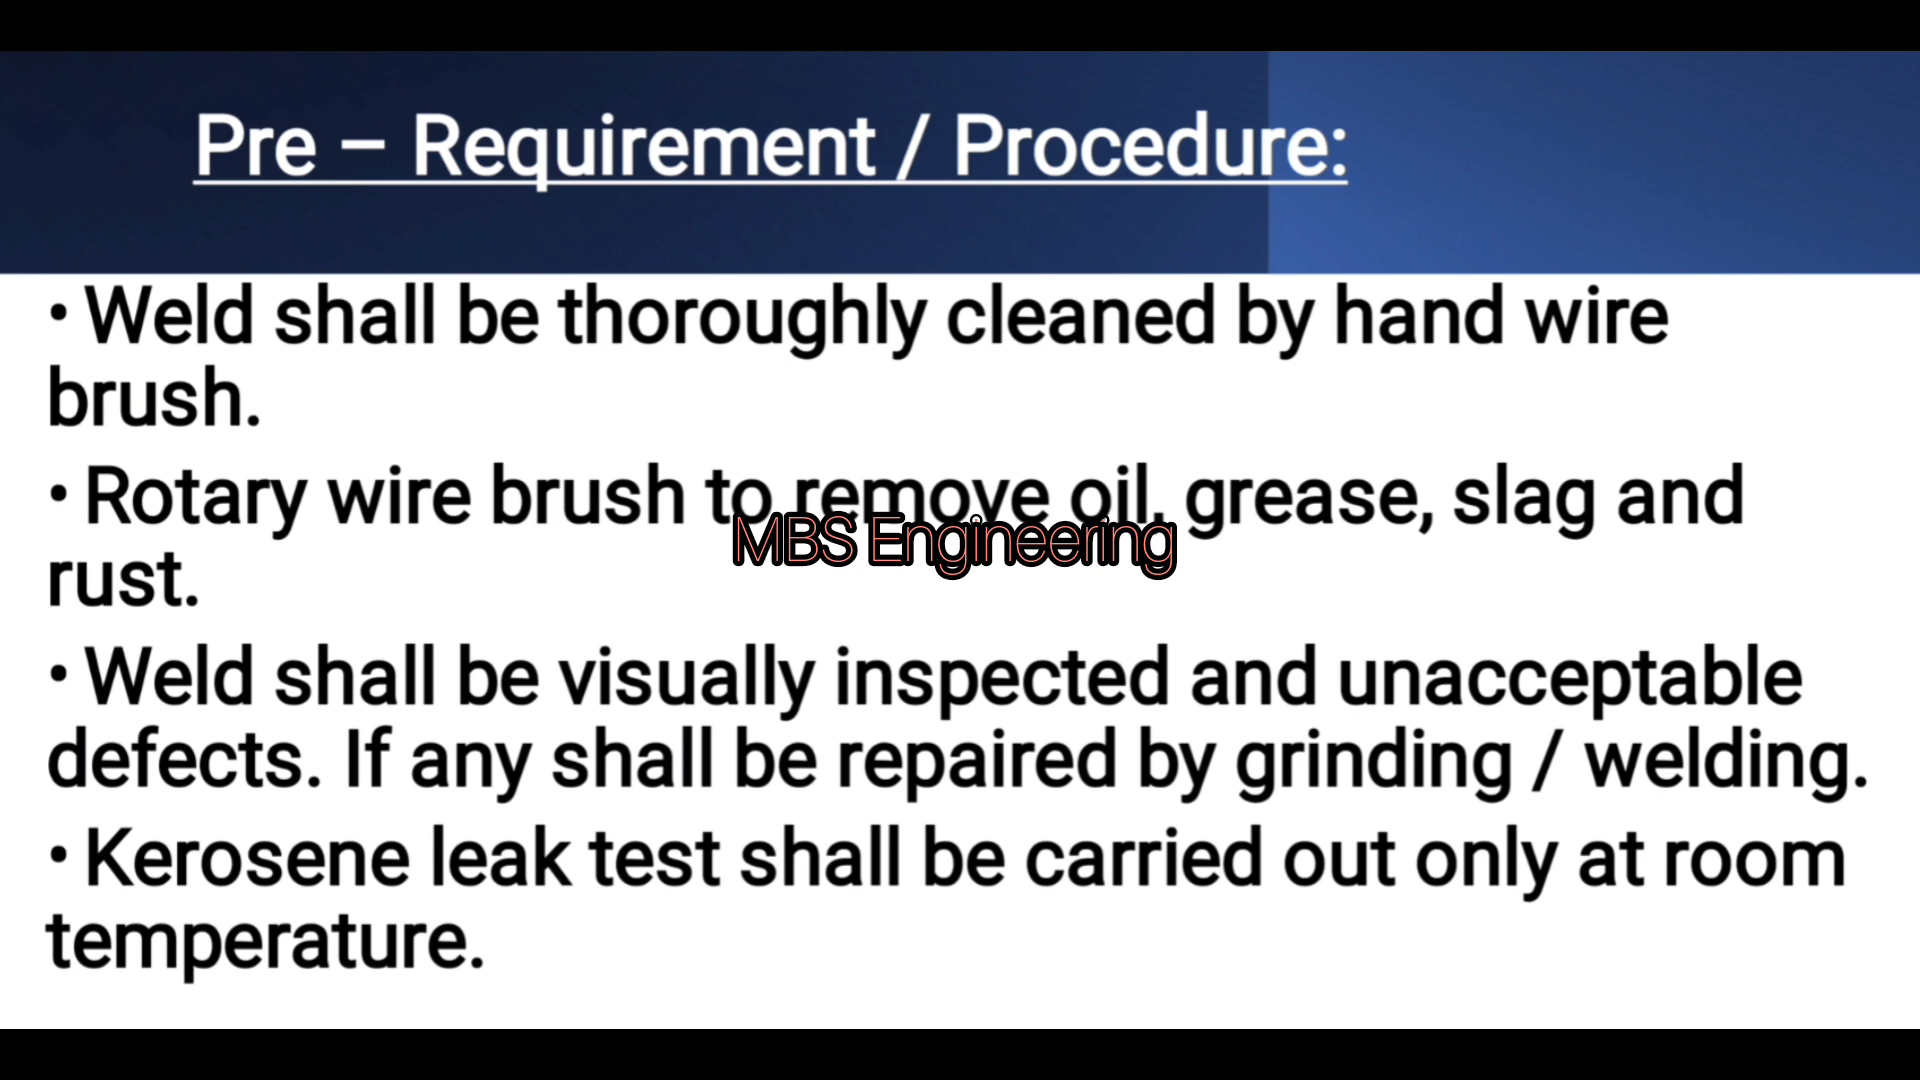 Pre – Requirement / Procedure:
• Weld shall be thoroughly cleaned by hand wire
brush.
• Rotary wire brush to remove oil, grease, slag and
rust.
MBS Engineering
• Weld shall be visually inspected and unacceptable
defects. If any shall be repaired by grinding / welding.
• Kerosene leak test shall be carried out only at room
temperature.